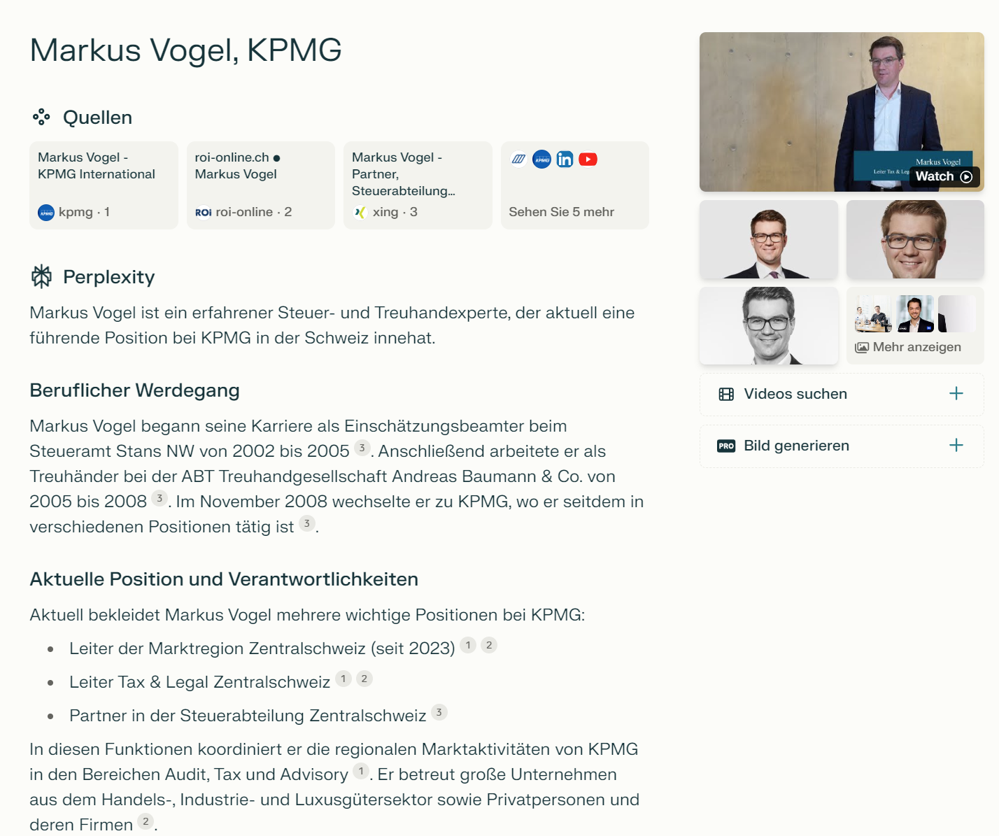 Markus Vogel, KPMG
Quellen
Markus Vogel -
KPMG International
kpmg · 1
roi-online.ch ●
Markus Vogel
ROi roi-online · 2
Markus Vogel -
Partner,
Steuerabteilung...
xing · 3
KPMG in
Sehen Sie 5 mehr
Perplexity
Markus Vogel ist ein erfahrener Steuer- und Treuhandexperte, der aktuell eine
führende Position bei KPMG in der Schweiz innehat.
Beruflicher Werdegang
Markus Vogel begann seine Karriere als Einschätzungsbeamter beim
Steueramt Stans NW von 2002 bis 2005 3. Anschließend arbeitete er als
Treuhänder bei der ABT Treuhandgesellschaft Andreas Baumann & Co. von
2005 bis 2008 3. Im November 2008 wechselte er zu KPMG, wo er seitdem in
verschiedenen Positionen tätig ist 3.
Aktuelle Position und Verantwortlichkeiten
Aktuell bekleidet Markus Vogel mehrere wichtige Positionen bei KPMG:
• Leiter der Marktregion Zentralschweiz (seit 2023) 1 2
• Leiter Tax & Legal Zentralschweiz 1 2
• Partner in der Steuerabteilung Zentralschweiz 3
In diesen Funktionen koordiniert er die regionalen Marktaktivitäten von KPMG
in den Bereichen Audit, Tax und Advisory 1. Er betreut große Unternehmen
aus dem Handels-, Industrie- und Luxusgütersektor sowie Privatpersonen und
deren Firmen 2.
Markus Vogel
Leiter Tax & Leg
Watch
Mehr anzeigen
Videos suchen
PRO Bild generieren